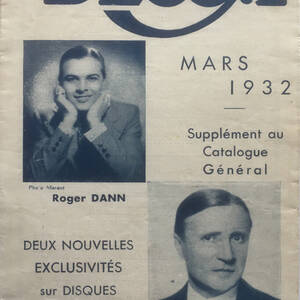 MARS
1932
Supplément au
Catalogue
Général
Roger DANN
DEUX NOUVELLES
EXCLUSIVITÉS
sur DISQUES